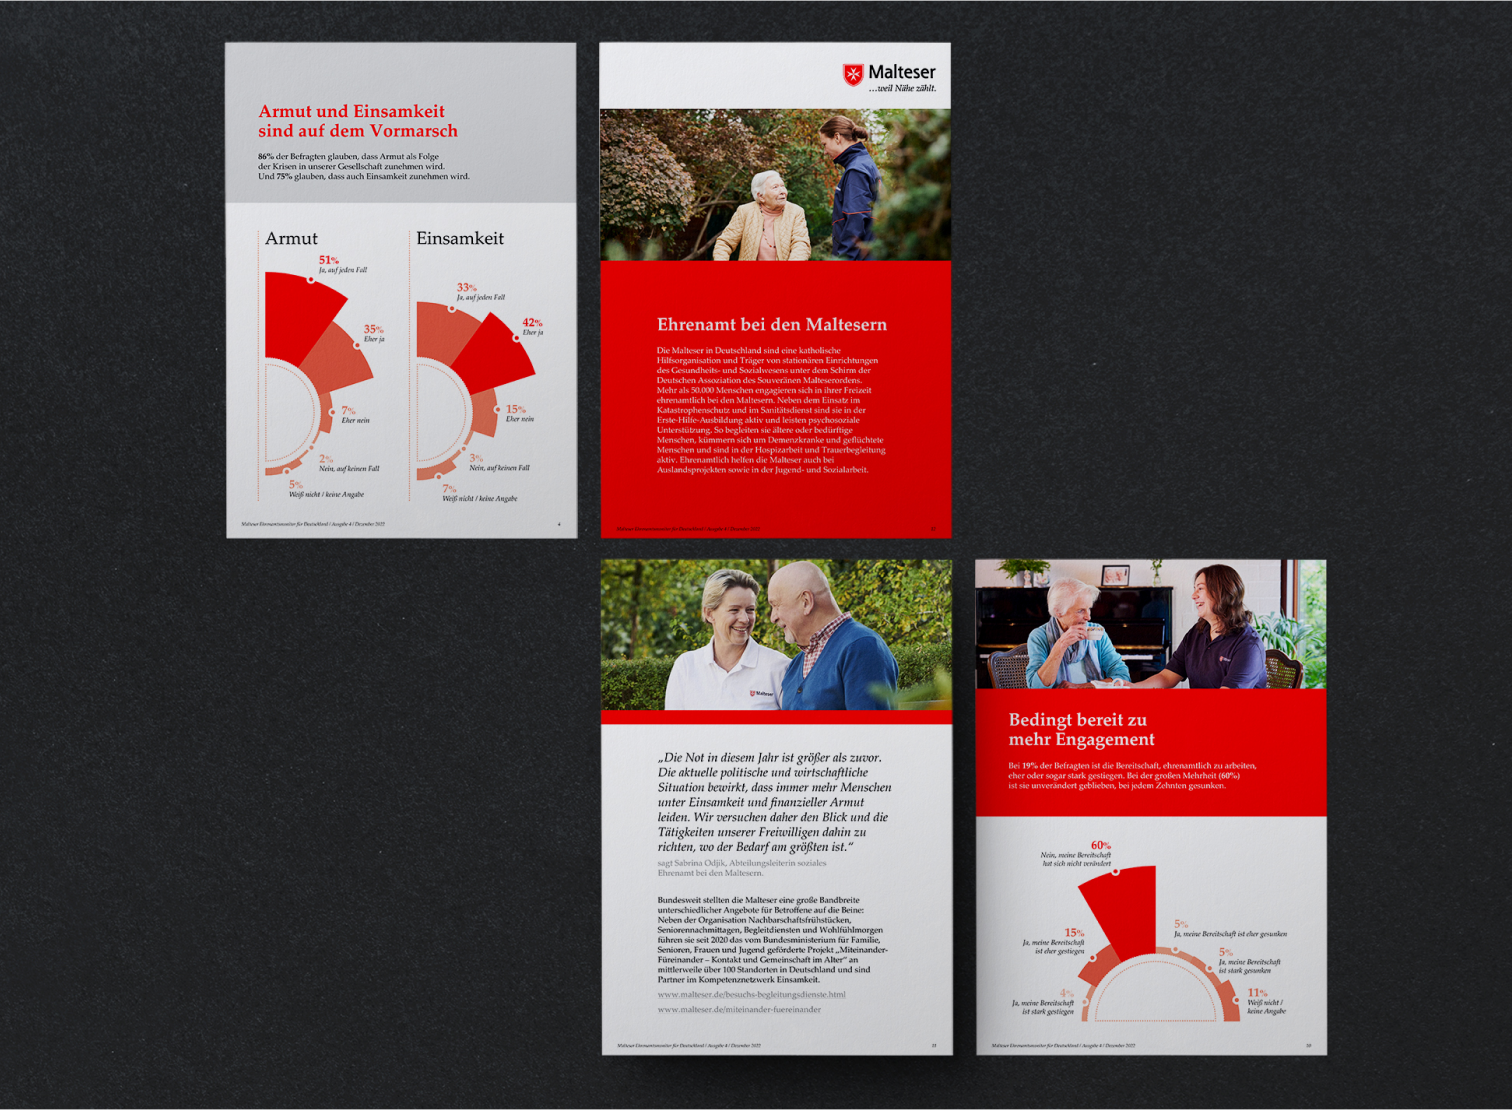 Armut und Einsamkeit
sind auf dem Vormarsch
86% der Befragten glauben, dass Armut als Folge
der Krisen in unserer Gesellschaft zunehmen wird.
Und 75% glauben, dass auch Einsamkeit zunehmen wird.
Armut
51%
Ja, auf jeden Fall
35%
Eher ja
7%
Eher nein
2%
Nein, auf keinen Fall
5%
Weiß nicht / keine Angabe
Einsamkeit
33%
Ja, auf jeden Fall
42%
Eher ja
15%
Eher nein
3%
Nein, auf keinen Fall
7%
Weiß nicht / keine Angabe
Malteser Ehrenamtsmonitor für Deutschland / Ausgabe 4 / Dezember 2022
4
Malteser
...weil Nähe zählt.
Ehrenamt bei den Maltesern
Die Malteser in Deutschland sind eine katholische
Hilfsorganisation und Träger von stationären Einrichtungen
des Gesundheits- und Sozialwesens unter dem Schirm der
Deutschen Assoziation des Souveränen Malteserordens.
Mehr als 50.000 Menschen engagieren sich in ihrer Freizeit
ehrenamtlich bei den Maltesern. Neben dem Einsatz im
Katastrophenschutz und im Sanitätsdienst sind sie in der
Erste-Hilfe-Ausbildung aktiv und leisten psychosoziale
Unterstützung. So begleiten sie ältere oder bedürftige
Menschen, kümmern sich um Demenzkranke und geflüchtete
Menschen und sind in der Hospizarbeit und Trauerbegleitung
aktiv. Ehrenamtlich helfen die Malteser auch bei
Auslandsprojekten sowie in der Jugend- und Sozialarbeit.
Malteser Ehrenamtsmonitor für Deutschland / Ausgabe 4 / Dezember 2022
Malteser
„Die Not in diesem Jahr ist größer als zuvor.
Die aktuelle politische und wirtschaftliche
Situation bewirkt, dass immer mehr Menschen
unter Einsamkeit und finanzieller Armut
leiden. Wir versuchen daher den Blick und die
Tätigkeiten unserer Freiwilligen dahin zu
richten, wo der Bedarf am größten ist.“
sagt Sabrina Odjik, Abteilungsleiterin soziales
Ehrenamt bei den Maltesern.
Bundesweit stellten die Malteser eine große Bandbreite
unterschiedlicher Angebote für Betroffene auf die Beine:
Neben der Organisation Nachbarschaftsfrühstücken,
Seniorennachmittagen, Begleitdiensten und Wohlfühlmorgen
führen sie seit 2020 das vom Bundesministerium für Familie,
Senioren, Frauen und Jugend geförderte Projekt „Miteinander-
Füreinander – Kontakt und Gemeinschaft im Alter“ an
mittlerweile über 100 Standorten in Deutschland und sind
Partner im Kompetenznetzwerk Einsamkeit.
www.malteser.de/besuchs-begleitungsdienste.html
www.malteser.de/miteinander-fuereinander
Malteser Ehrenamtsmonitor für Deutschland / Ausgabe 4 / Dezember 2022
11
Bedingt bereit zu
mehr Engagement
Bei 19% der Befragten ist die Bereitschaft, ehrenamtlich zu arbeiten,
eher oder sogar stark gestiegen. Bei der großen Mehrheit (60%)
ist sie unverändert geblieben, bei jedem Zehnten gesunken.
60%
Nein, meine Bereitschaft
hat sich nicht verändert
15%
Ja, meine Bereitschaft
ist eher gestiegen
4%
Ja, meine Bereitschaft
ist stark gestiegen
5%
Ja, meine Bereitschaft ist eher gesunken
5%
Ja, meine Bereitschaft
ist stark gesunken
11%
Weiß nicht /
keine Angabe
Malteser Ehrenamtsmonitor für Deutschland / Ausgabe 4 / Dezember 2022
10